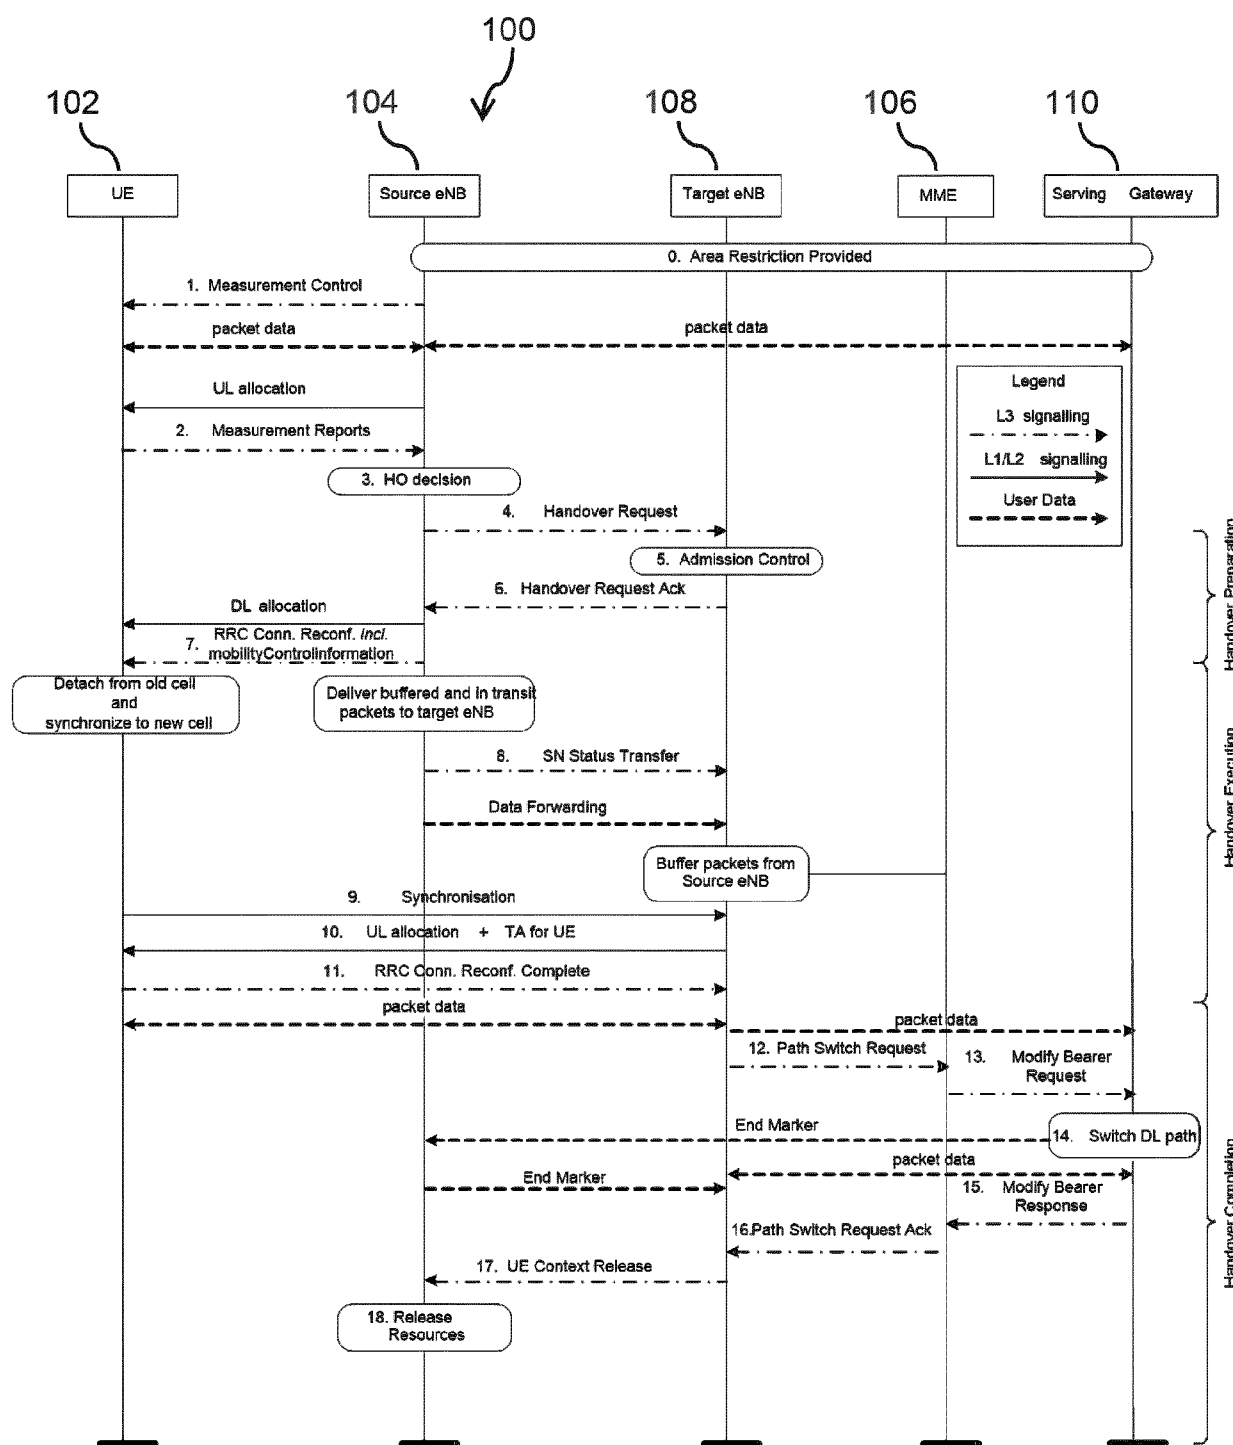 100
102
104
108
106
110
UE
Source eNB
Target eNB
MME
Serving Gateway
0. Area Restriction Provided
1. Measurement Control
packet data
packet data
Legend
UL allocation
L3 signalling
2. Measurement Reports
L1/L2 signalling
3. HO decision
User Data
4. Handover Request
5. Admission Control
6. Handover Request Ack
Handover Preparation
DL allocation
7. RRC Conn. Reconf. incl.
mobilityControlInformation
Detach from old cell
and
synchronize to new cell
Deliver buffered and in transit
packets to target eNB
8. SN Status Transfer
Data Forwarding
Handover Execution
Buffer packets from
Source eNB
9. Synchronisation
10. UL allocation + TA for UE
11. RRC Conn. Reconf. Complete
packet data
packet data
12. Path Switch Request
13. Modify Bearer
Request
End Marker
14. Switch DL path
packet data
End Marker
15. Modify Bearer
Response
Handover Completion
16.Path Switch Request Ack
17. UE Context Release
18. Release
Resources